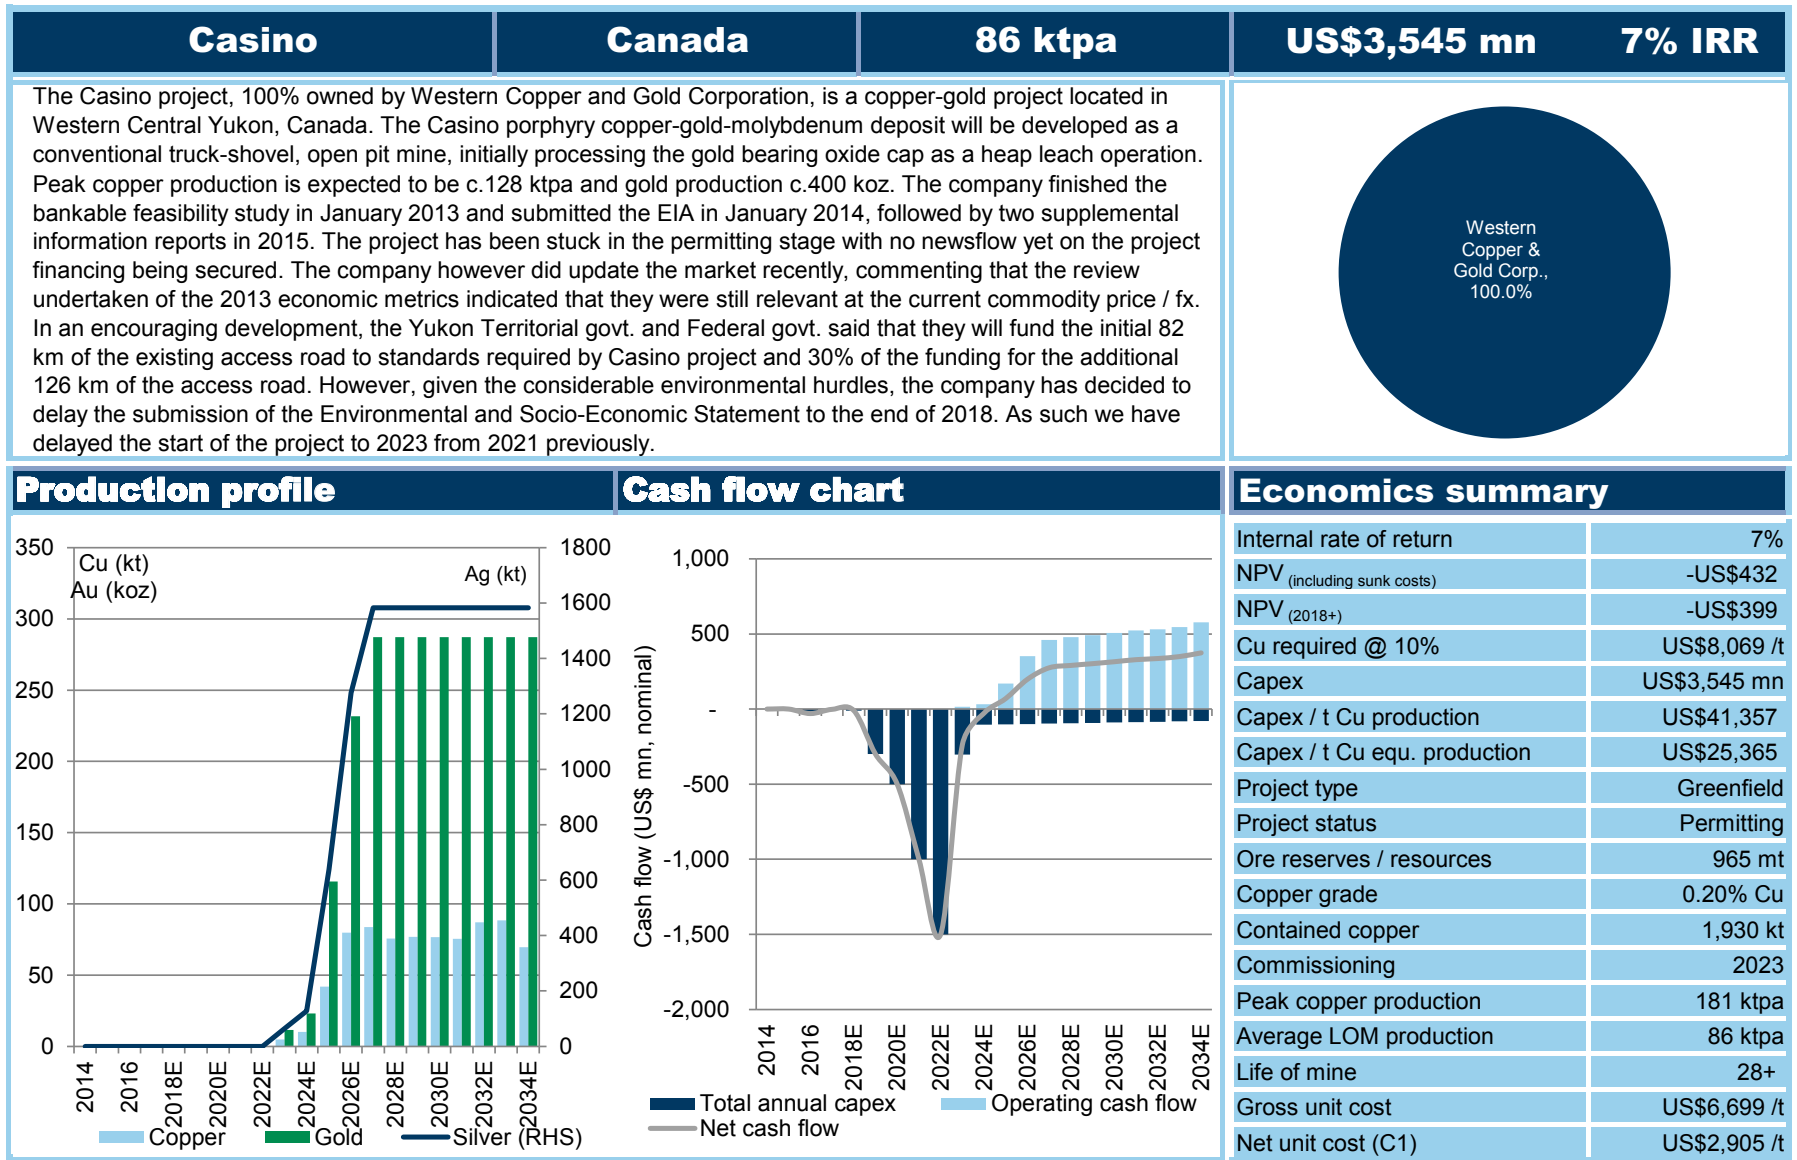 Casino
Canada
86 ktpa
US$3,545 mn
7% IRR
The Casino project, 100% owned by Western Copper and Gold Corporation, is a copper-gold project located in
Western Central Yukon, Canada. The Casino porphyry copper-gold-molybdenum deposit will be developed as a
conventional truck-shovel, open pit mine, initially processing the gold bearing oxide cap as a heap leach operation.
Peak copper production is expected to be c.128 ktpa and gold production c.400 koz. The company finished the
bankable feasibility study in January 2013 and submitted the EIA in January 2014, followed by two supplemental
information reports in 2015. The project has been stuck in the permitting stage with no newsflow yet on the project
financing being secured. The company however did update the market recently, commenting that the review
undertaken of the 2013 economic metrics indicated that they were still relevant at the current commodity price / fx.
In an encouraging development, the Yukon Territorial govt. and Federal govt. said that they will fund the initial 82
km of the existing access road to standards required by Casino project and 30% of the funding for the additional
126 km of the access road. However, given the considerable environmental hurdles, the company has decided to
delay the submission of the Environmental and Socio-Economic Statement to the end of 2018. As such we have
delayed the start of the project to 2023 from 2021 previously.
Western
Copper &
Gold Corp.,
100.0%
Production profile
350
300
250
200
150
100
50
0
Cu (kt)
Au (koz)
Ag (kt)
1800
1600
1400
1200
1000
800
600
400
200
0
2014
2016
2018E
2020E
2022E
2024E
2026E
2028E
2030E
2032E
2034E
Copper
Gold
Silver (RHS)
Cash flow chart
Cash flow (US$ mn, nominal)
1,000
500
-
-500
-1,000
-1,500
-2,000
2014
2016
2018E
2020E
2022E
2024E
2026E
2028E
2030E
2032E
2034E
Total annual capex
Operating cash flow
Net cash flow
Economics summary
Internal rate of return 7%
NPV (including sunk costs) -US$432
NPV (2018+) -US$399
Cu required @ 10% US$8,069 /t
Capex US$3,545 mn
Capex / t Cu production US$41,357
Capex / t Cu equ. production US$25,365
Project type Greenfield
Project status Permitting
Ore reserves / resources 965 mt
Copper grade 0.20% Cu
Contained copper 1,930 kt
Commissioning 2023
Peak copper production 181 ktpa
Average LOM production 86 ktpa
Life of mine 28+
Gross unit cost US$6,699 /t
Net unit cost (C1) US$2,905 /t